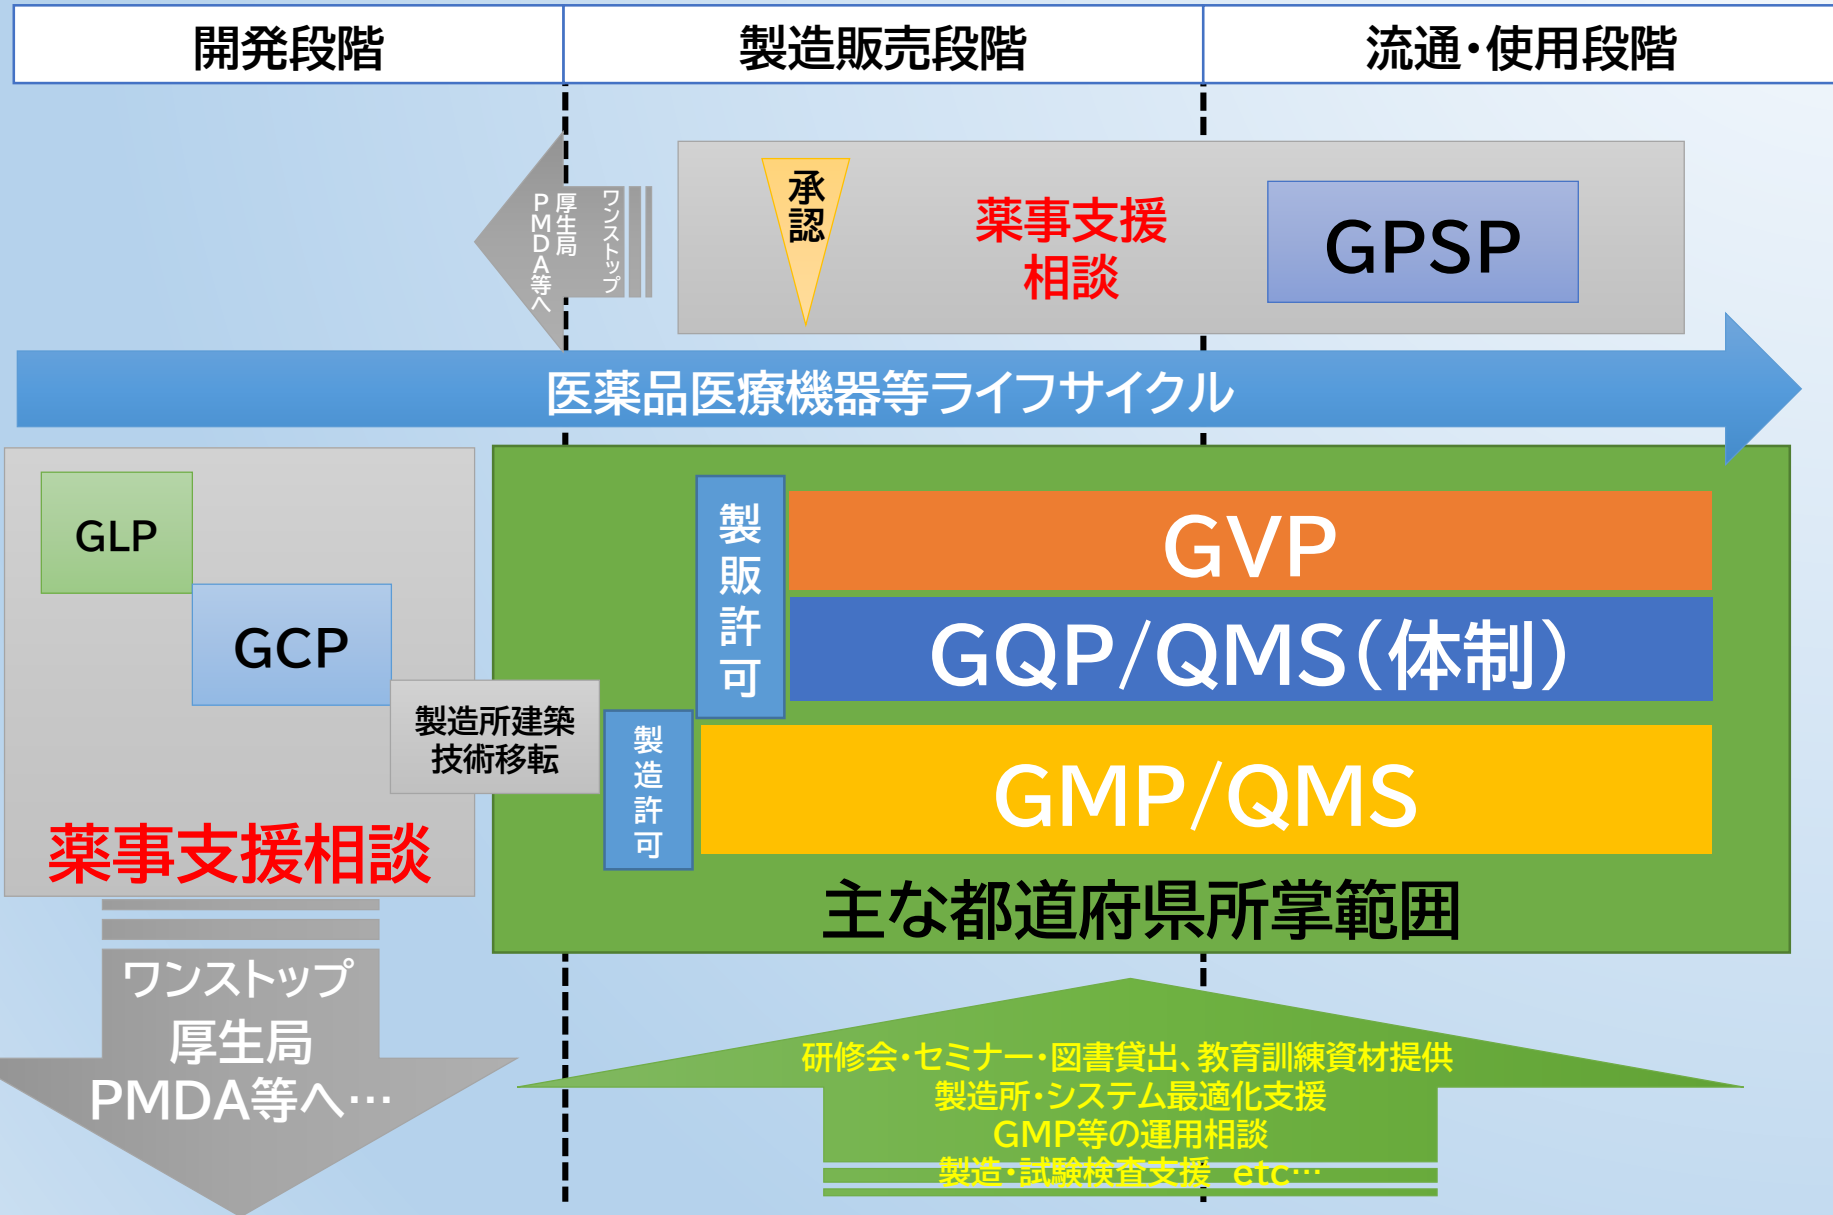 開発段階
製造販売段階
流通・使用段階
ワンストップ
厚生局
PMDA等へ
承認
薬事支援
相談
GPSP
医薬品医療機器等ライフサイクル
GLP
GCP
製造所建築
技術移転
薬事支援相談
製販許可
GVP
GQP/QMS（体制）
製造許可
GMP/QMS
主な都道府県所掌範囲
ワンストップ
厚生局
PMDA等へ…
研修会・セミナー・図書貸出、教育訓練資材提供
製造所・システム最適化支援
GMP等の運用相談
製造・試験検査支援　etc…